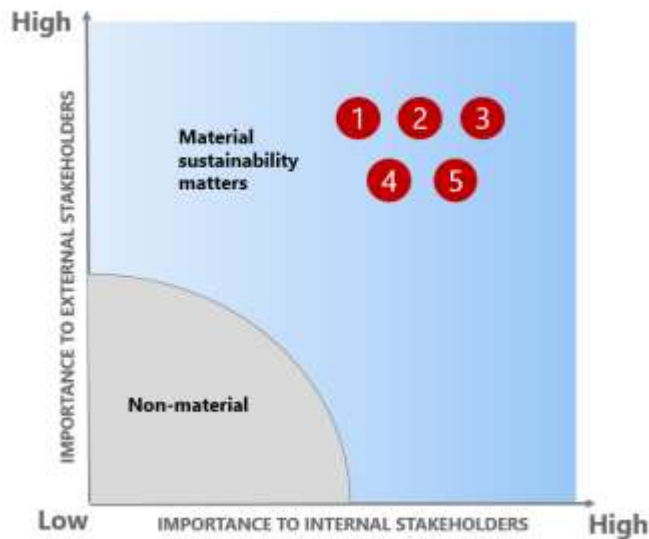 High
IMPORTANCE TO EXTERNAL STAKEHOLDERS
Material
sustainability
matters
1 2 3
4 5
Non-material
Low
IMPORTANCE TO INTERNAL STAKEHOLDERS
High